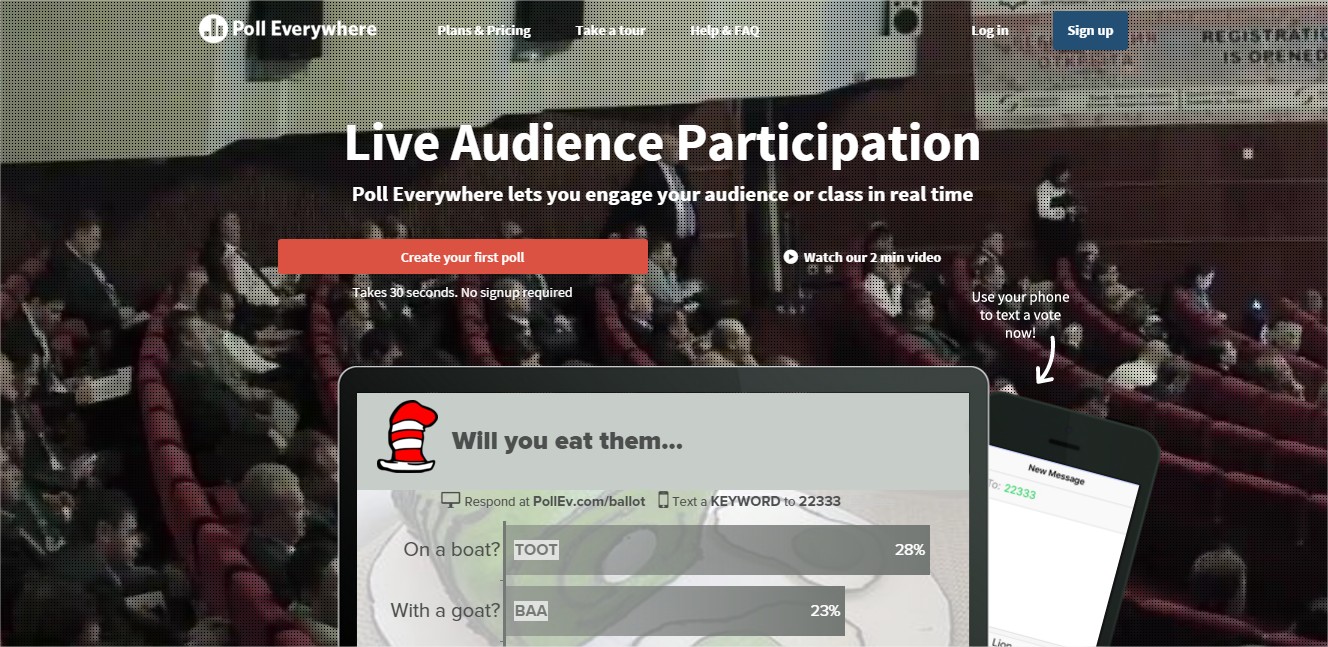 Poll Everywhere
Plans & Pricing
Take a tour
Help & FAQ
Log in
Sign up
REGISTRATIO
IS OPENED
ОТКРЫТА
Live Audience Participation
Poll Everywhere lets you engage your audience or class in real time
Create your first poll
Watch our 2 min video
Takes 30 seconds. No signup required
Use your phone
to text a vote
now!
Will you eat them...
Respond at PollEv.com/ballot Text a KEYWORD to 22333
On a boat? TOOT 28%
With a goat? BAA 23%
New Message
To: 22333
Lion